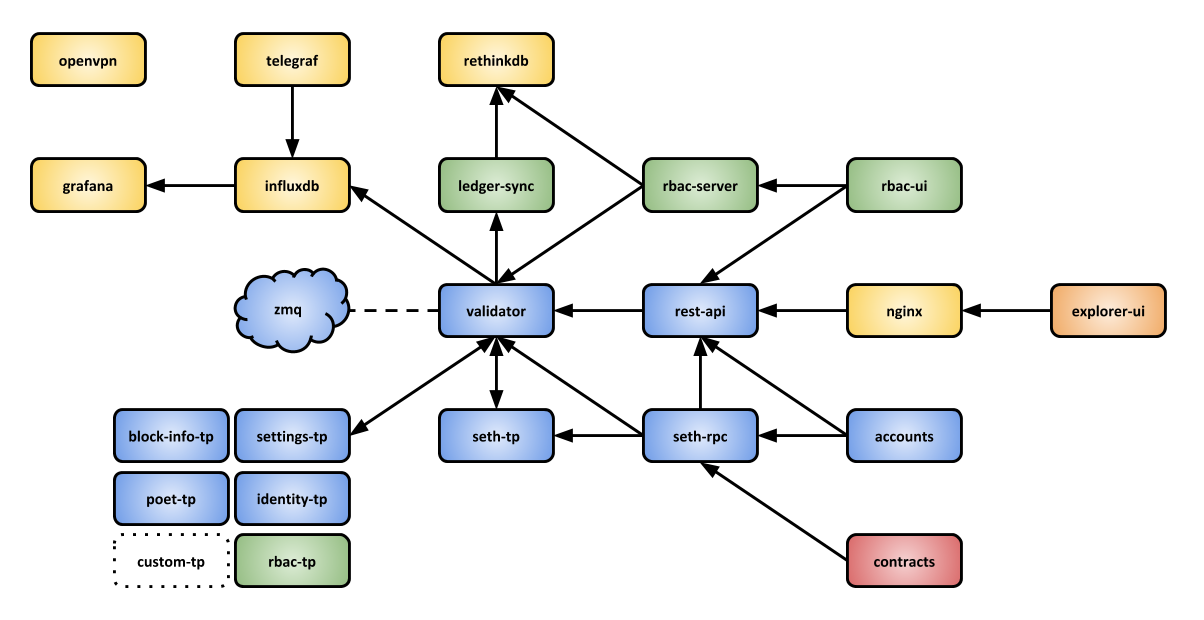 openvpn
telegraf
rethinkdb
grafana
influxdb
ledger-sync
rbac-server
rbac-ui
zmq
validator
rest-api
nginx
explorer-ui
block-info-tp
settings-tp
seth-tp
seth-rpc
accounts
poet-tp
identity-tp
custom-tp
rbac-tp
contracts